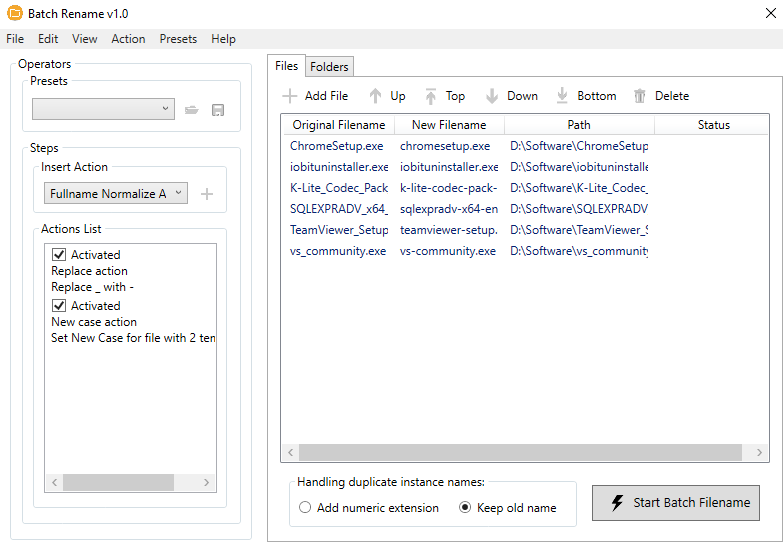 Batch Rename v1.0
File Edit View Action Presets Help
Operators
Presets
Steps
Insert Action
Fullname Normalize A
Actions List
Activated
Replace action
Replace _ with -
Activated
New case action
Set New Case for file with 2 ten
Files Folders
Add File Up Top Down Bottom Delete
Original Filename New Filename Path Status
ChromeSetup.exe chromesetup.exe D:\Software\ChromeSetup
iobituninstaller.exe iobituninstaller.exe D:\Software\iobituninstalle
K-Lite_Codec_Pack k-lite-codec-pack- D:\Software\K-Lite_Codec_
SQLEXPRADV_x64_ sqlexpradv-x64-en D:\Software\SQLEXPRADV
TeamViewer_Setup teamviewer-setup. D:\Software\TeamViewer_S
vs_community.exe vs-community.exe D:\Software\vs_community
Handling duplicate instance names:
Add numeric extension Keep old name
Start Batch Filename